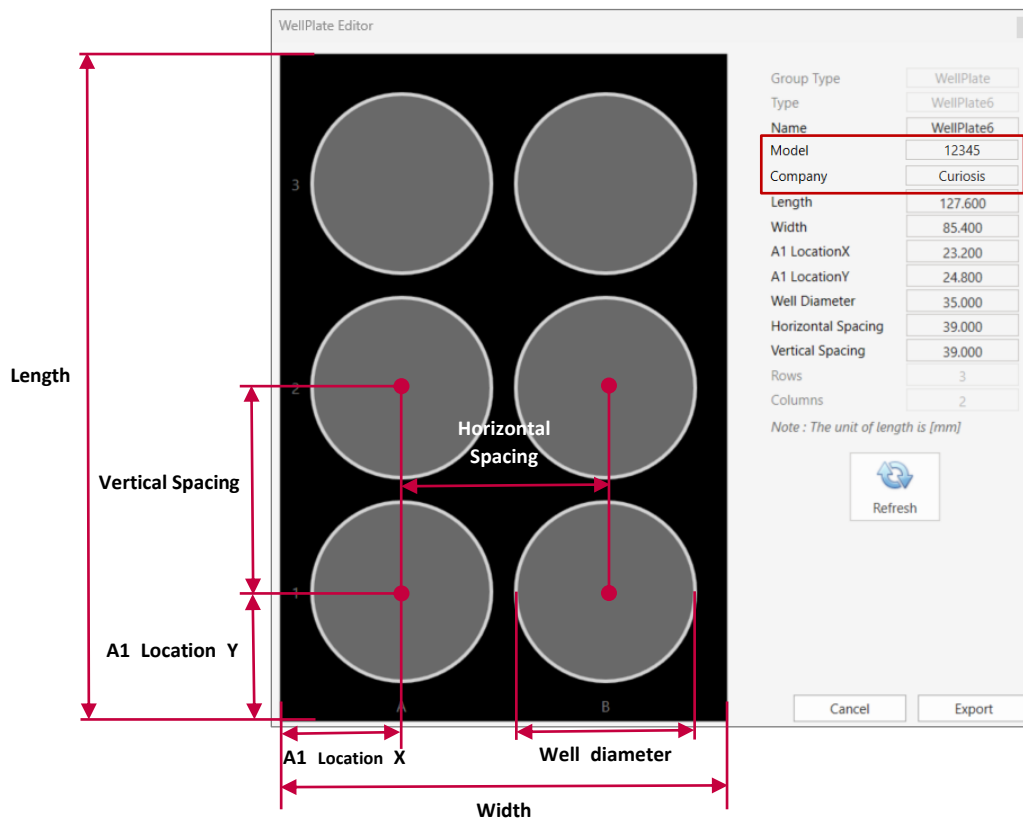 WellPlate Editor
Group Type WellPlate
Type WellPlate6
Name WellPlate6
Model 12345
Company Curiosis
Length 127.600
Width 85.400
A1 LocationX 23.200
A1 LocationY 24.800
Well Diameter 35.000
Horizontal Spacing 39.000
Vertical Spacing 39.000
Rows 3
Columns 2
Note : The unit of length is [mm]
Refresh
Cancel Export
3
2
1
A B
Length
Horizontal
Spacing
Vertical Spacing
A1 Location Y
A1 Location X
Well diameter
Width